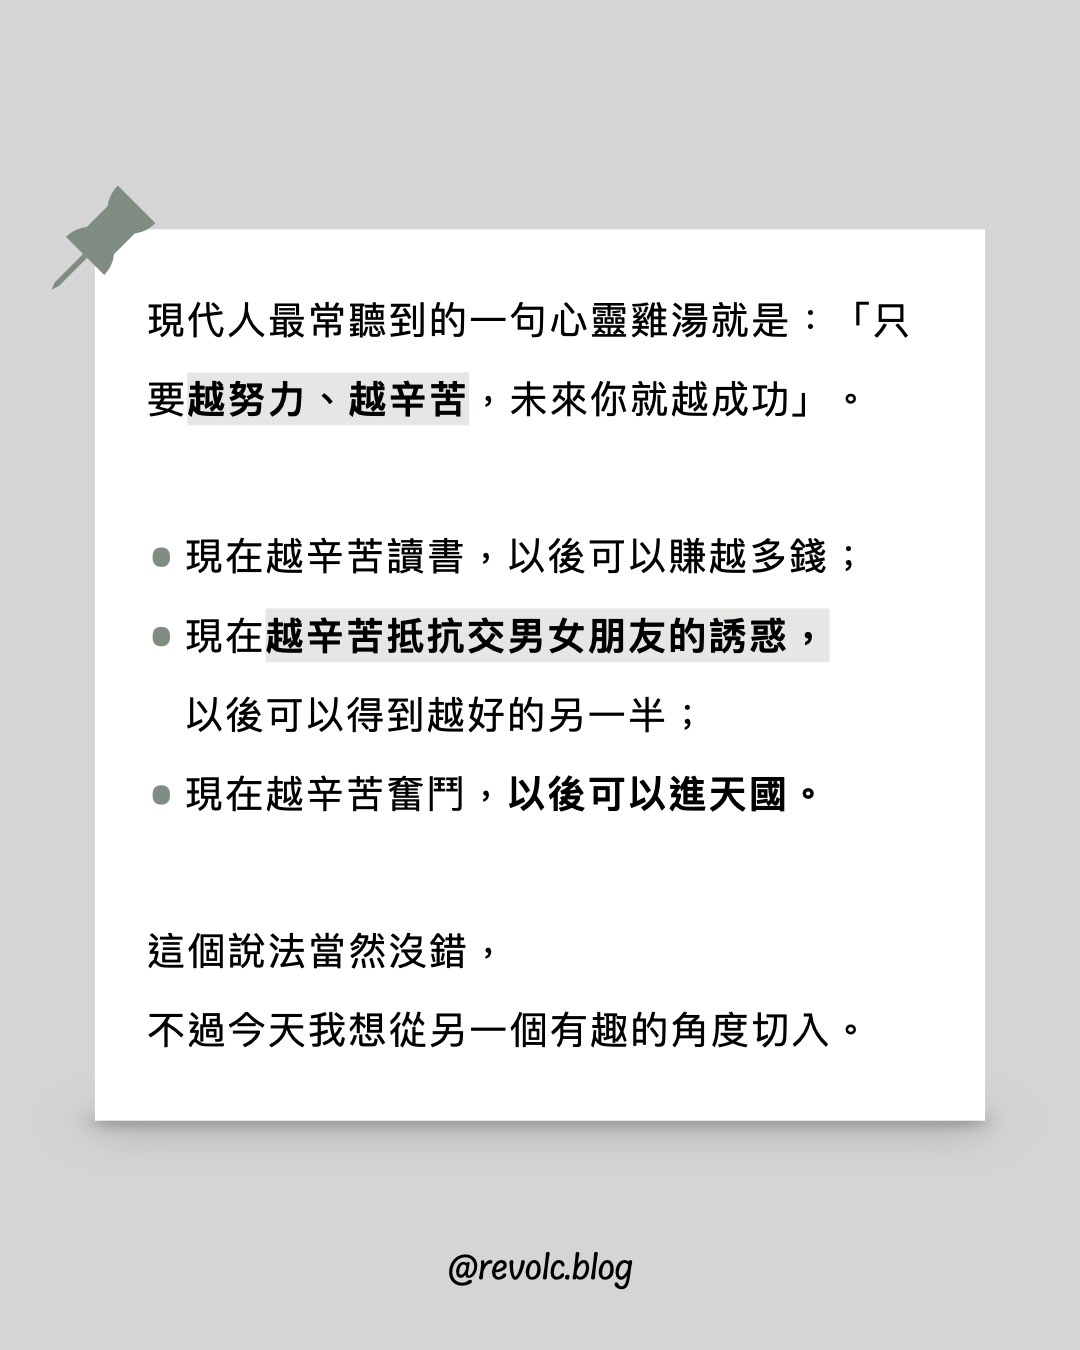 現代人最常聽到的一句心靈雞湯就是：「只
要越努力、越辛苦，未來你就越成功」。
現在越辛苦讀書，以後可以賺越多錢；
現在越辛苦抵抗交男女朋友的誘惑，
以後可以得到越好的另一半；
現在越辛苦奮鬥，以後可以進天國。
這個說法當然沒錯，
不過今天我想從另一個有趣的角度切入。
@revolc.blog